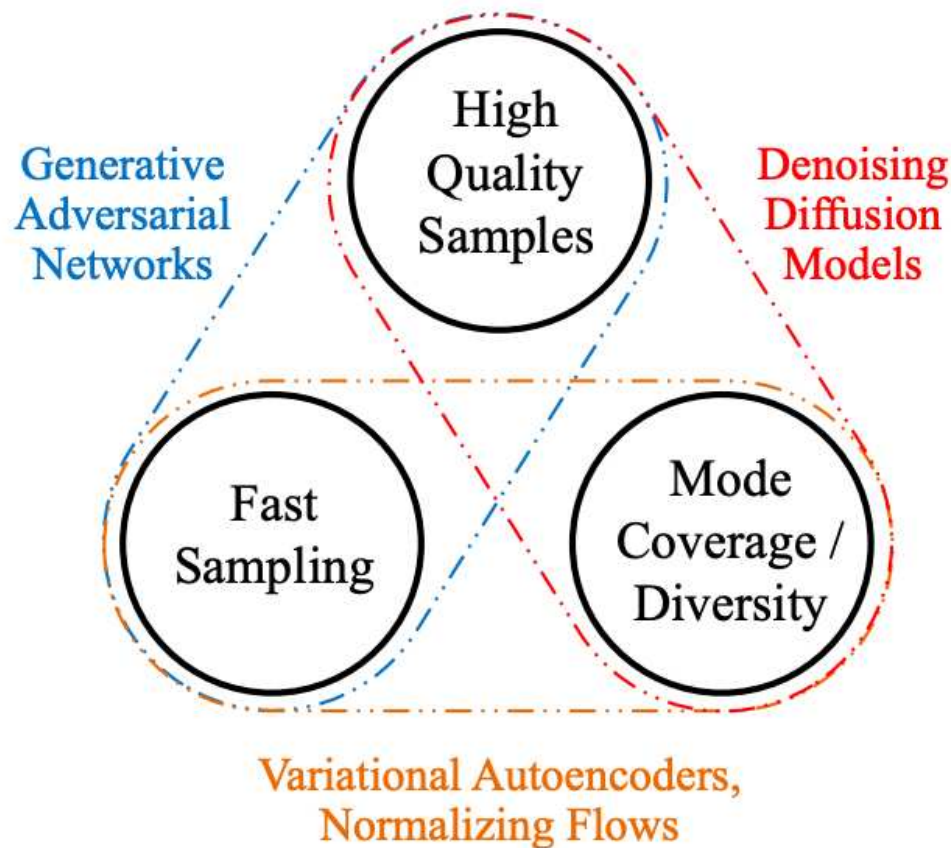 High
Quality
Samples
Generative
Adversarial
Networks
Denoising
Diffusion
Models
Fast
Sampling
Mode
Coverage /
Diversity
Variational Autoencoders,
Normalizing Flows